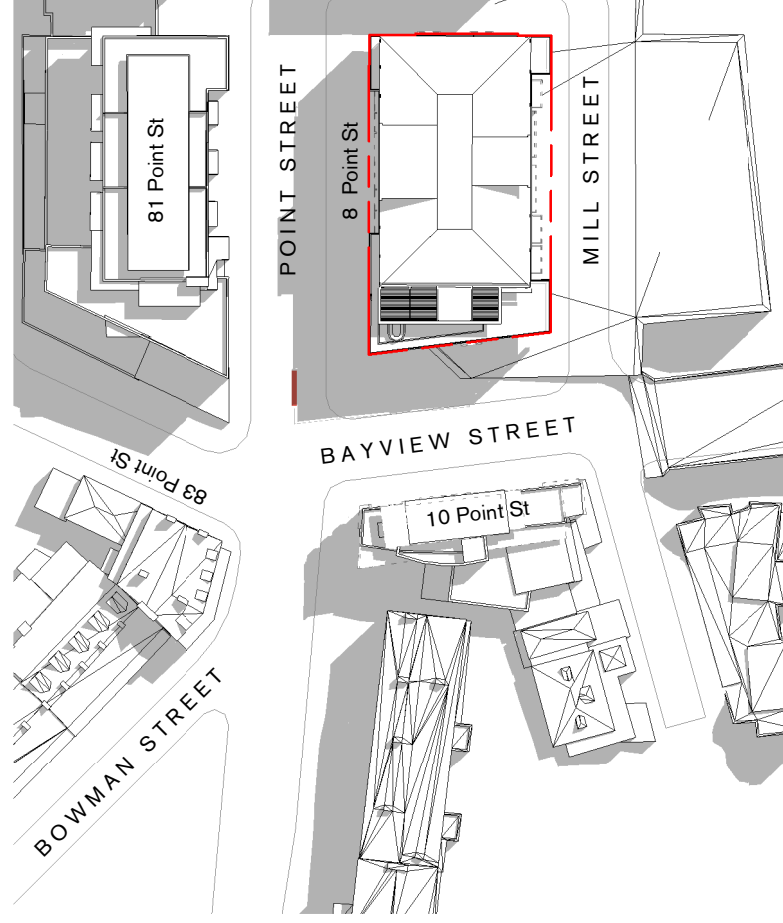 81 Point St
POINT STREET
8 Point St
MILL STREET
BAYVIEW STREET
83 Point St
10 Point St
BOWMAN STREET